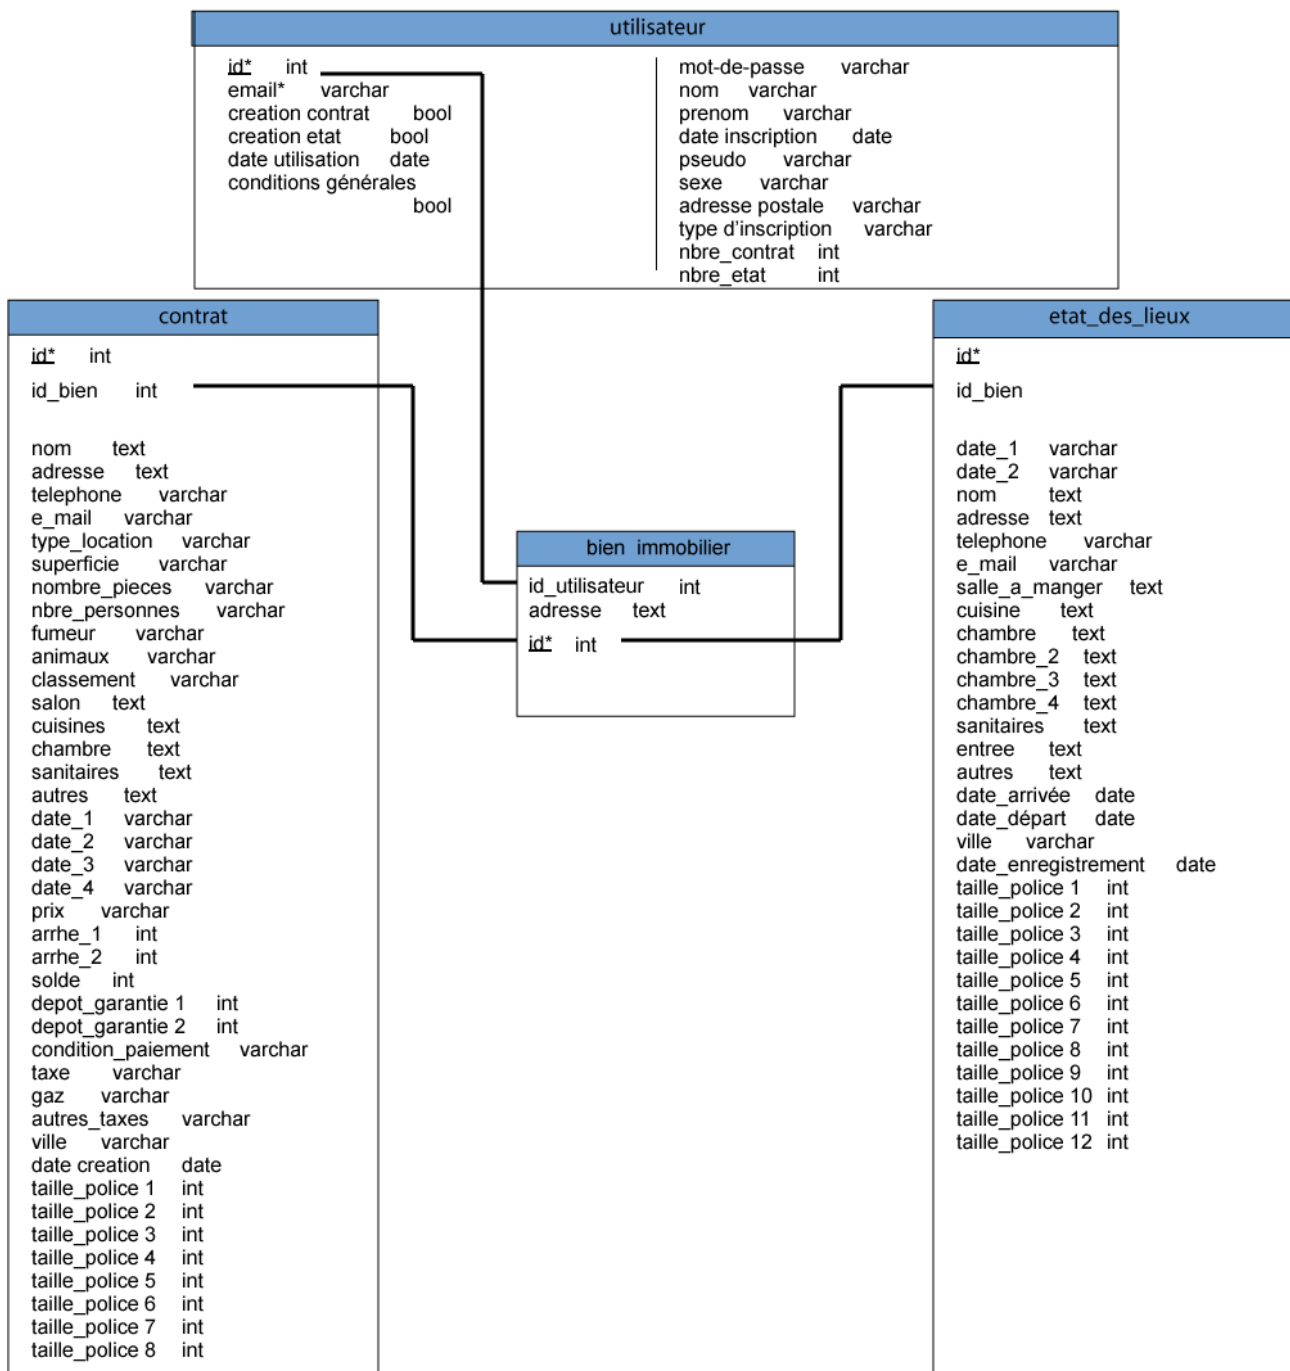 utilisateur
id* int
email* varchar
creation contrat bool
creation etat bool
date utilisation date
conditions générales
bool
mot-de-passe varchar
nom varchar
prenom varchar
date inscription date
pseudo varchar
sexe varchar
adresse postale varchar
type d'inscription varchar
nbre_contrat int
nbre_etat int
contrat
id* int
id_bien int
nom text
adresse text
telephone varchar
e_mail varchar
type_location varchar
superficie varchar
nombre_pieces varchar
nbre_personnes varchar
fumeur varchar
animaux varchar
classement varchar
salon text
cuisines text
chambre text
sanitaires text
autres text
date_1 varchar
date_2 varchar
date_3 varchar
date_4 varchar
prix varchar
arrhe_1 int
arrhe_2 int
solde int
depot_garantie 1 int
depot_garantie 2 int
condition_paiement varchar
taxe varchar
gaz varchar
autres_taxes varchar
ville varchar
date creation date
taille_police 1 int
taille_police 2 int
taille_police 3 int
taille_police 4 int
taille_police 5 int
taille_police 6 int
taille_police 7 int
taille_police 8 int
bien immobilier
id_utilisateur int
adresse text
id* int
etat_des_lieux
id*
id_bien
date_1 varchar
date_2 varchar
nom text
adresse text
telephone varchar
e_mail varchar
salle_a_manger text
cuisine text
chambre text
chambre_2 text
chambre_3 text
chambre_4 text
sanitaires text
entree text
autres text
date_arrivée date
date_départ date
ville varchar
date_enregistrement date
taille_police 1 int
taille_police 2 int
taille_police 3 int
taille_police 4 int
taille_police 5 int
taille_police 6 int
taille_police 7 int
taille_police 8 int
taille_police 9 int
taille_police 10 int
taille_police 11 int
taille_police 12 int